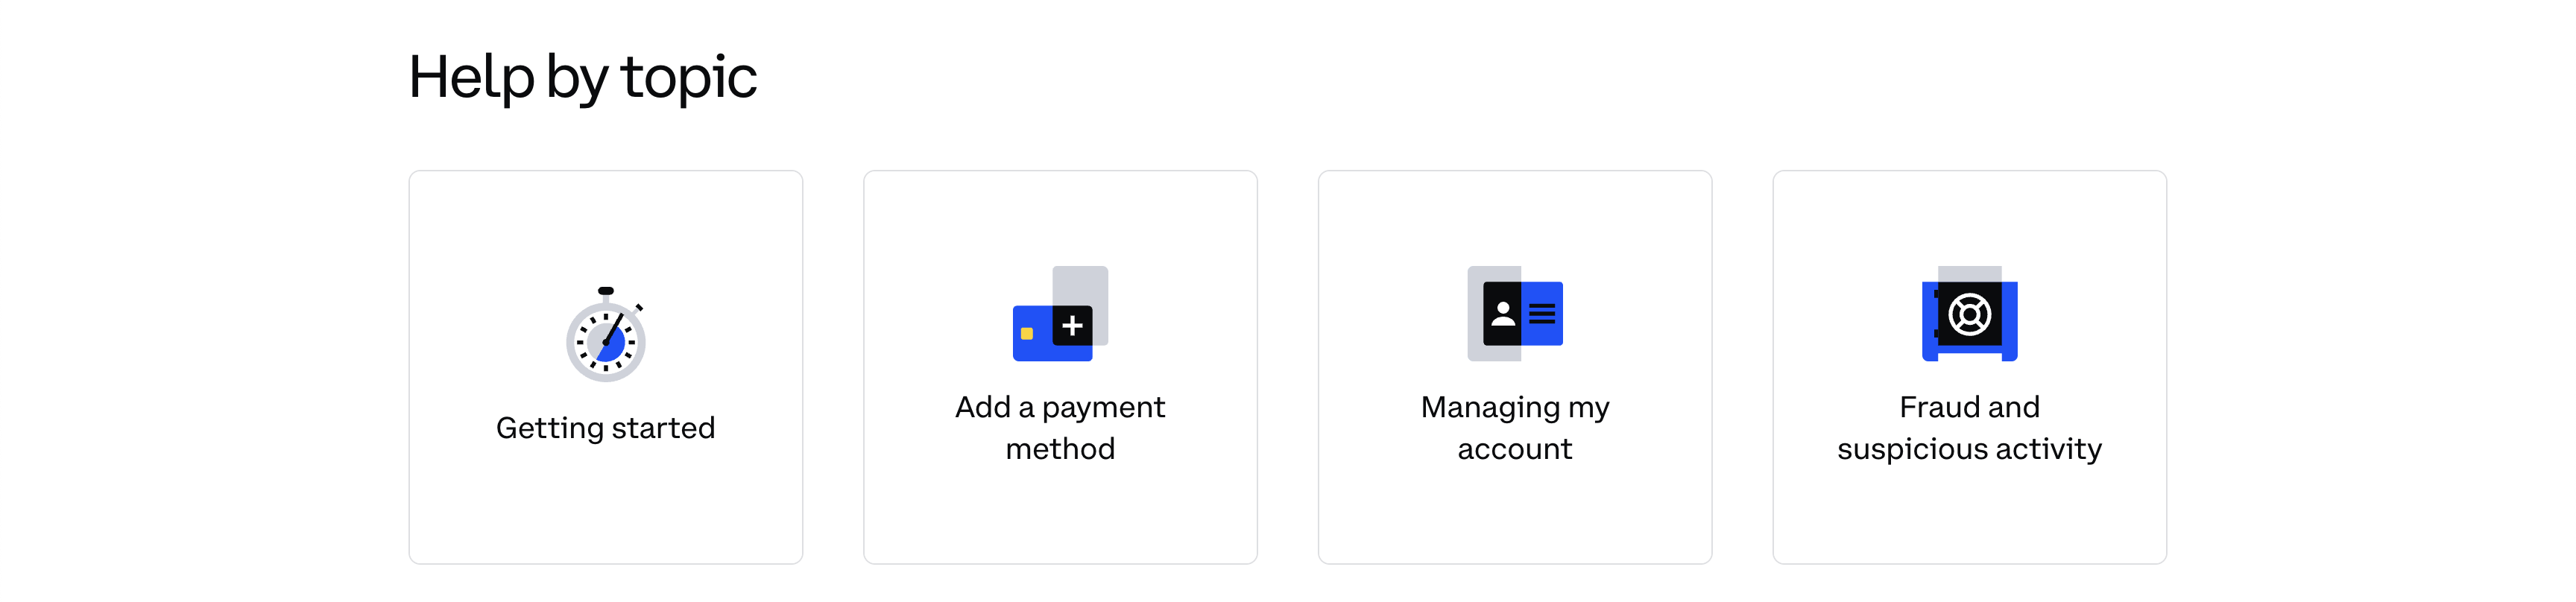 Help by topic
Getting started
Add a payment
method
Managing my
account
Fraud and
suspicious activity